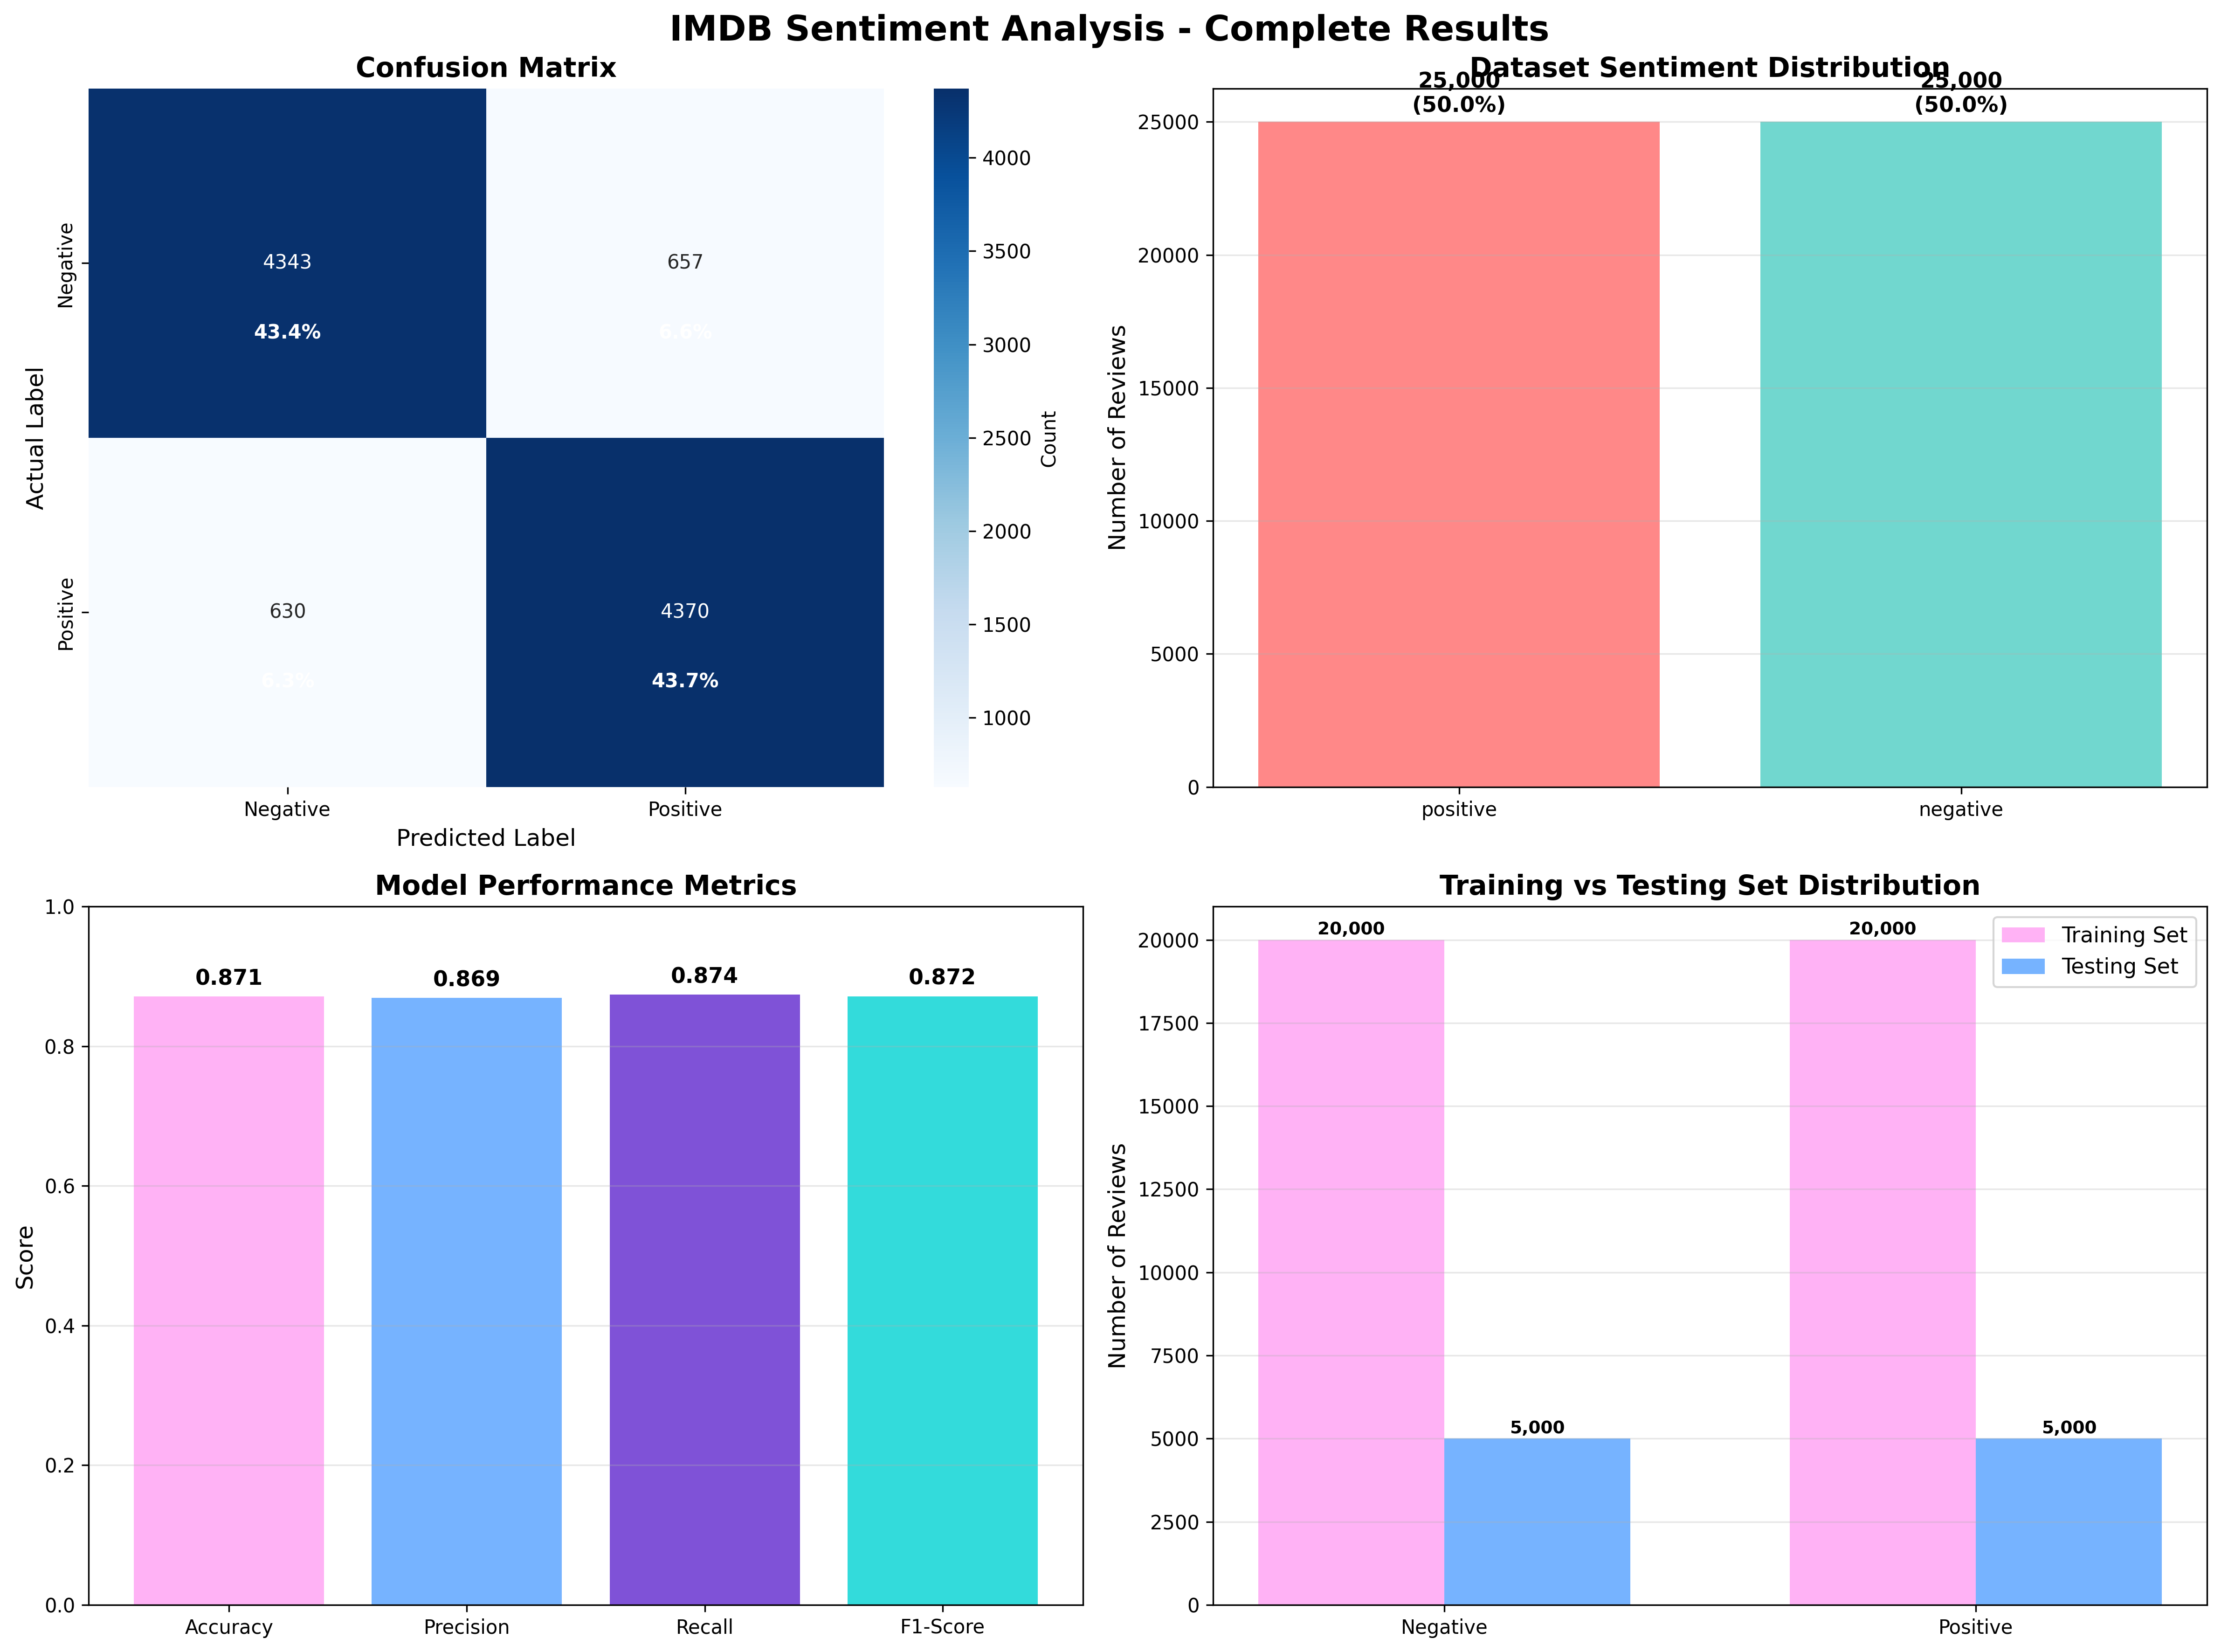 IMDB Sentiment Analysis - Complete Results
Confusion Matrix
Negative
4343
657
43.4%
6.6%
Actual Label
Positive
630
4370
6.3%
43.7%
Negative
Positive
Predicted Label
4000
3500
3000
2500
2000
1500
1000
Count
Dataset Sentiment Distribution
25,000
(50.0%)
25,000
(50.0%)
25000
20000
15000
10000
5000
0
Number of Reviews
positive
negative
Model Performance Metrics
1.0
0.8
0.6
0.4
0.2
0.0
Score
0.871
0.869
0.874
0.872
Accuracy
Precision
Recall
F1-Score
Training vs Testing Set Distribution
20000
17500
15000
12500
10000
7500
5000
2500
0
Number of Reviews
20,000
20,000
Training Set
Testing Set
5,000
5,000
Negative
Positive